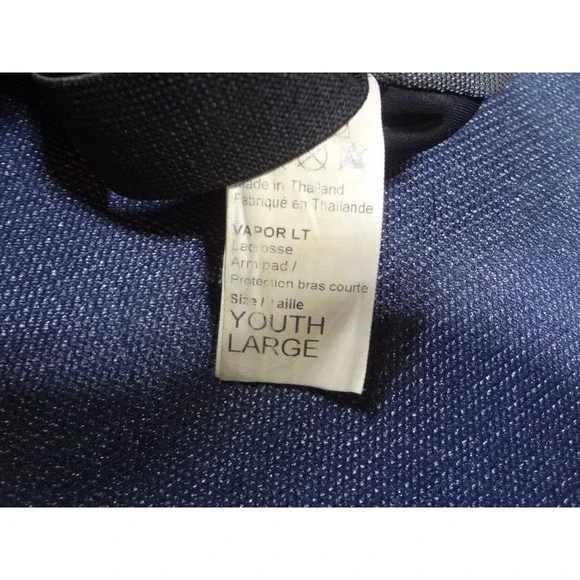 Made in Thailand
Fabriqué en Thaïlande
VAPOR LT
Lacrosse
Arm pad /
Protection bras courte
Size / Taille
YOUTH
LARGE